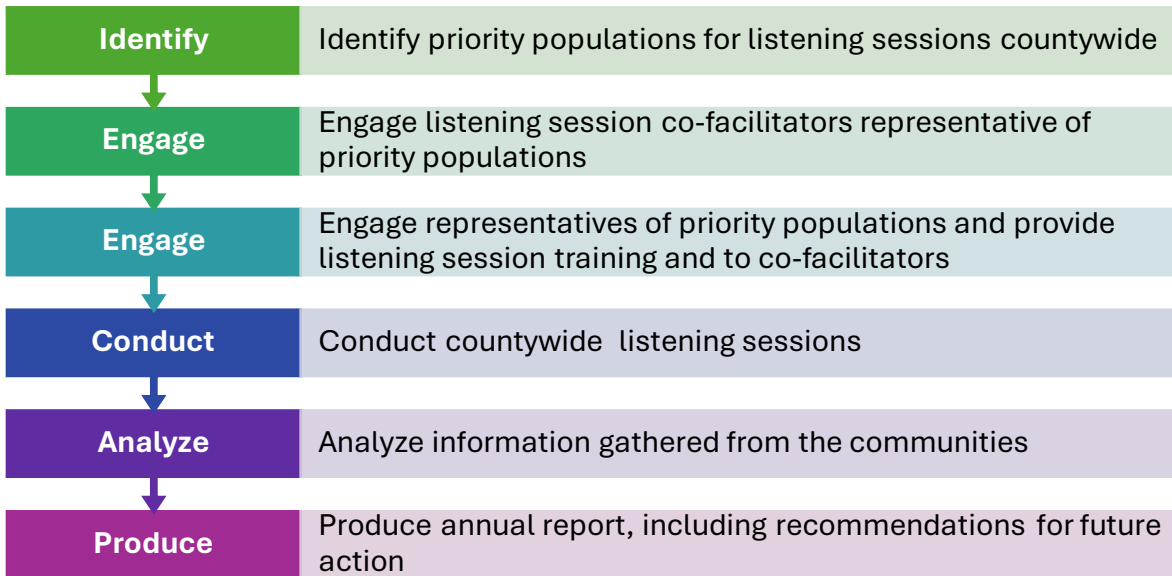 Identify
Identify priority populations for listening sessions countywide
Engage
Engage listening session co-facilitators representative of
priority populations
Engage
Engage representatives of priority populations and provide
listening session training and to co-facilitators
Conduct
Conduct countywide  listening sessions
Analyze
Analyze information gathered from the communities
Produce
Produce annual report, including recommendations for future
action